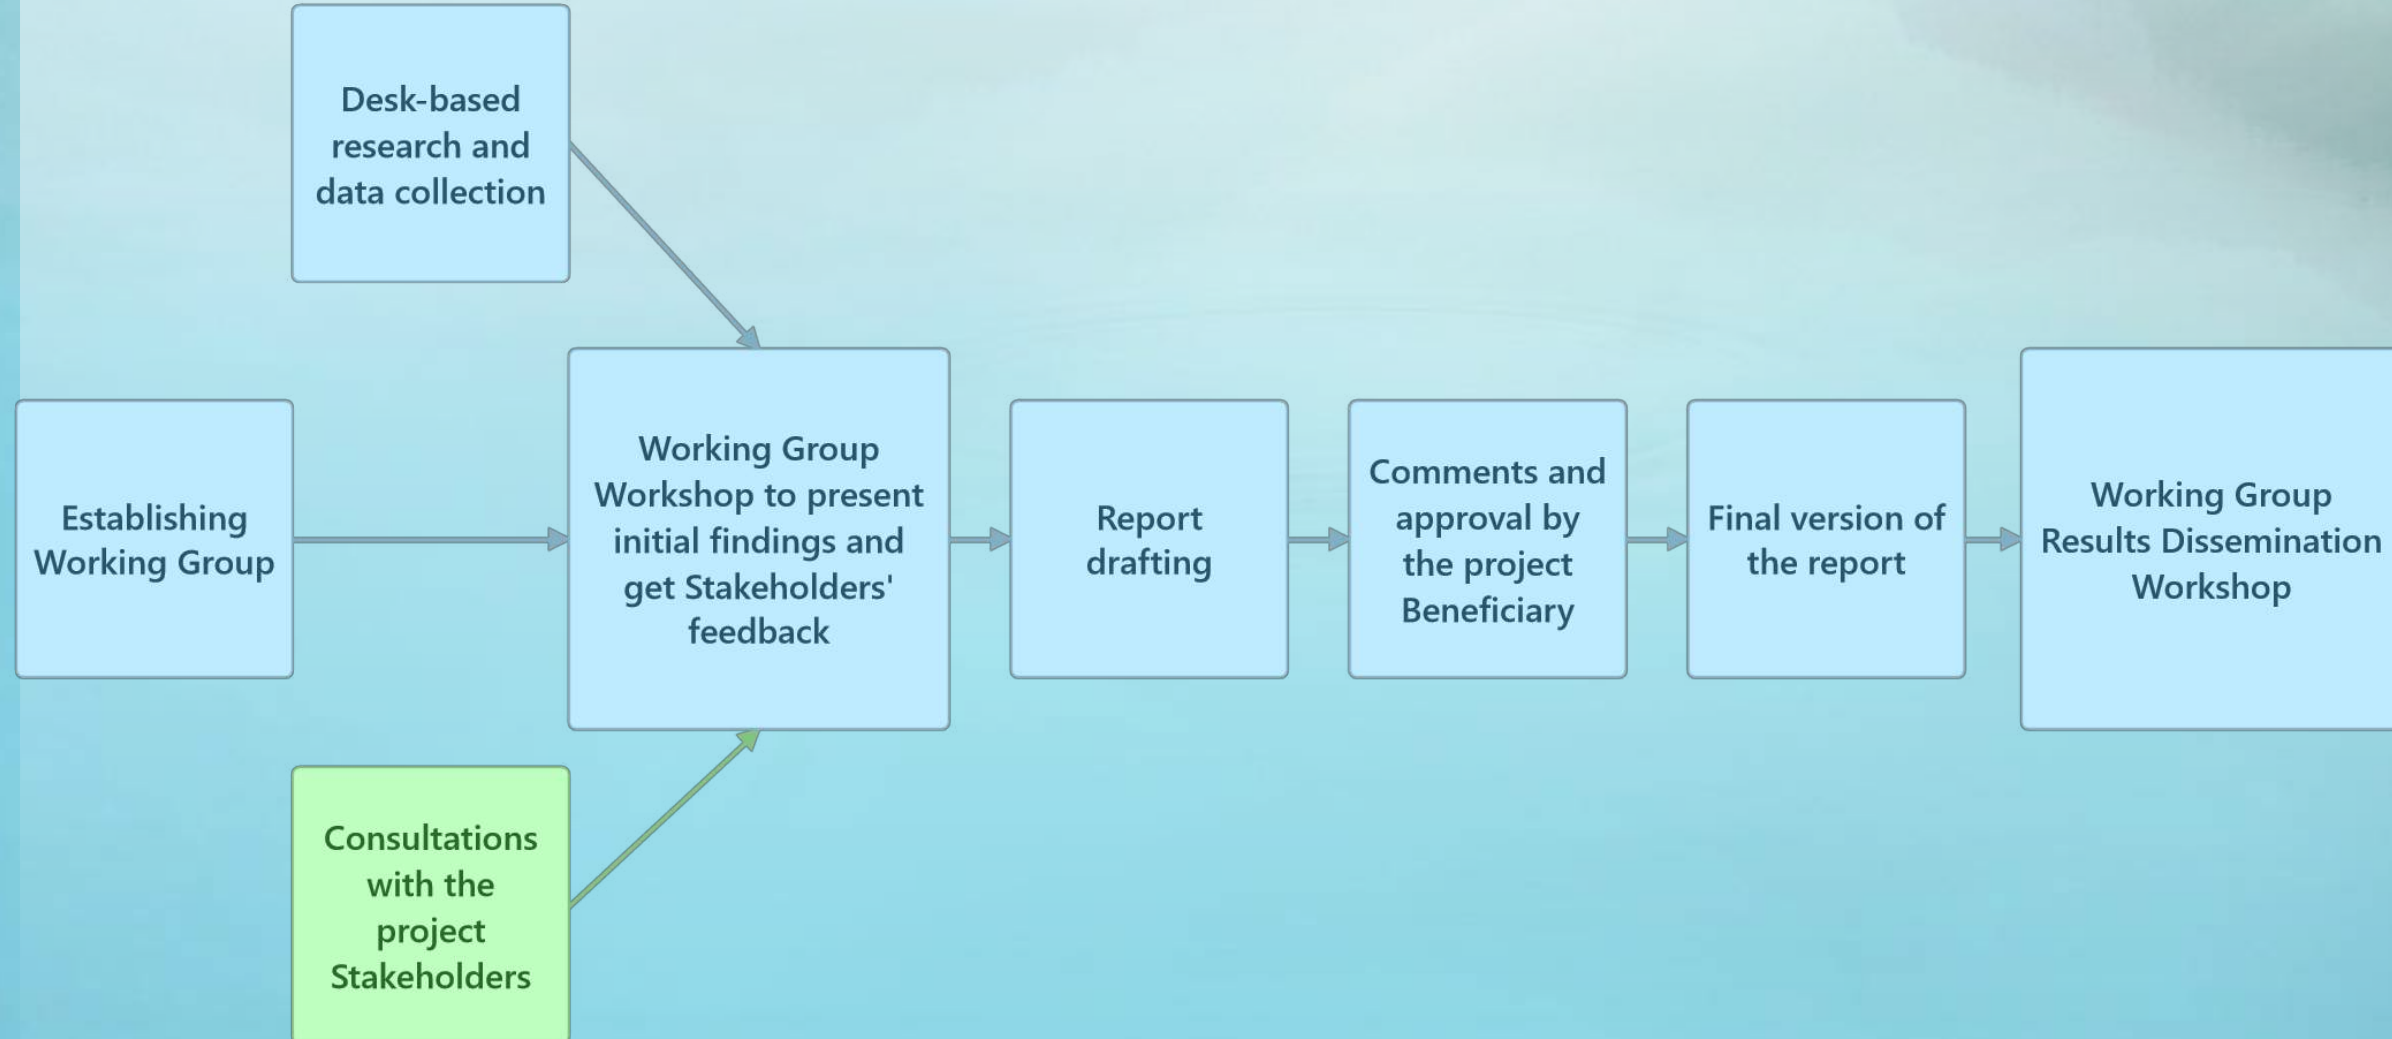 Desk-based
research and
data collection
Establishing
Working Group
Working Group
Workshop to present
initial findings and
get Stakeholders'
feedback
Report
drafting
Comments and
approval by
the project
Beneficiary
Final version of
the report
Working Group
Results Dissemination
Workshop
Consultations
with the
project
Stakeholders